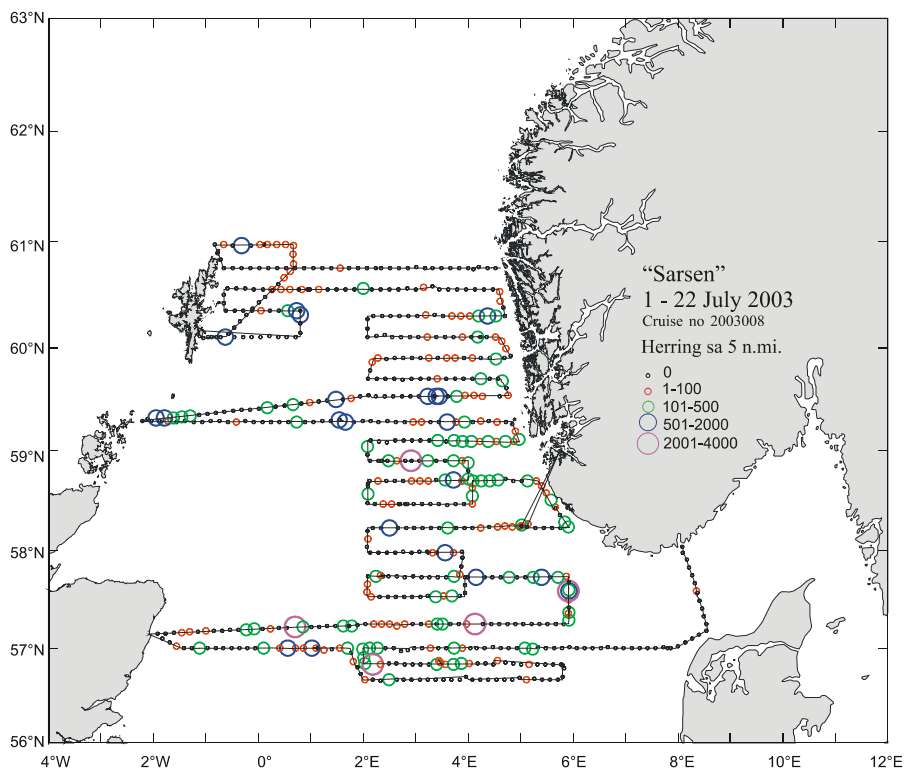 63°N
62°N
61°N
60°N
59°N
58°N
57°N
56°N
“Sarsen”
1 - 22 July 2003
Cruise no 2003008
Herring sa 5 n.mi.
0
1-100
101-500
501-2000
2001-4000
4°W
2°W
0°
2°E
4°E
6°E
8°E
10°E
12°E